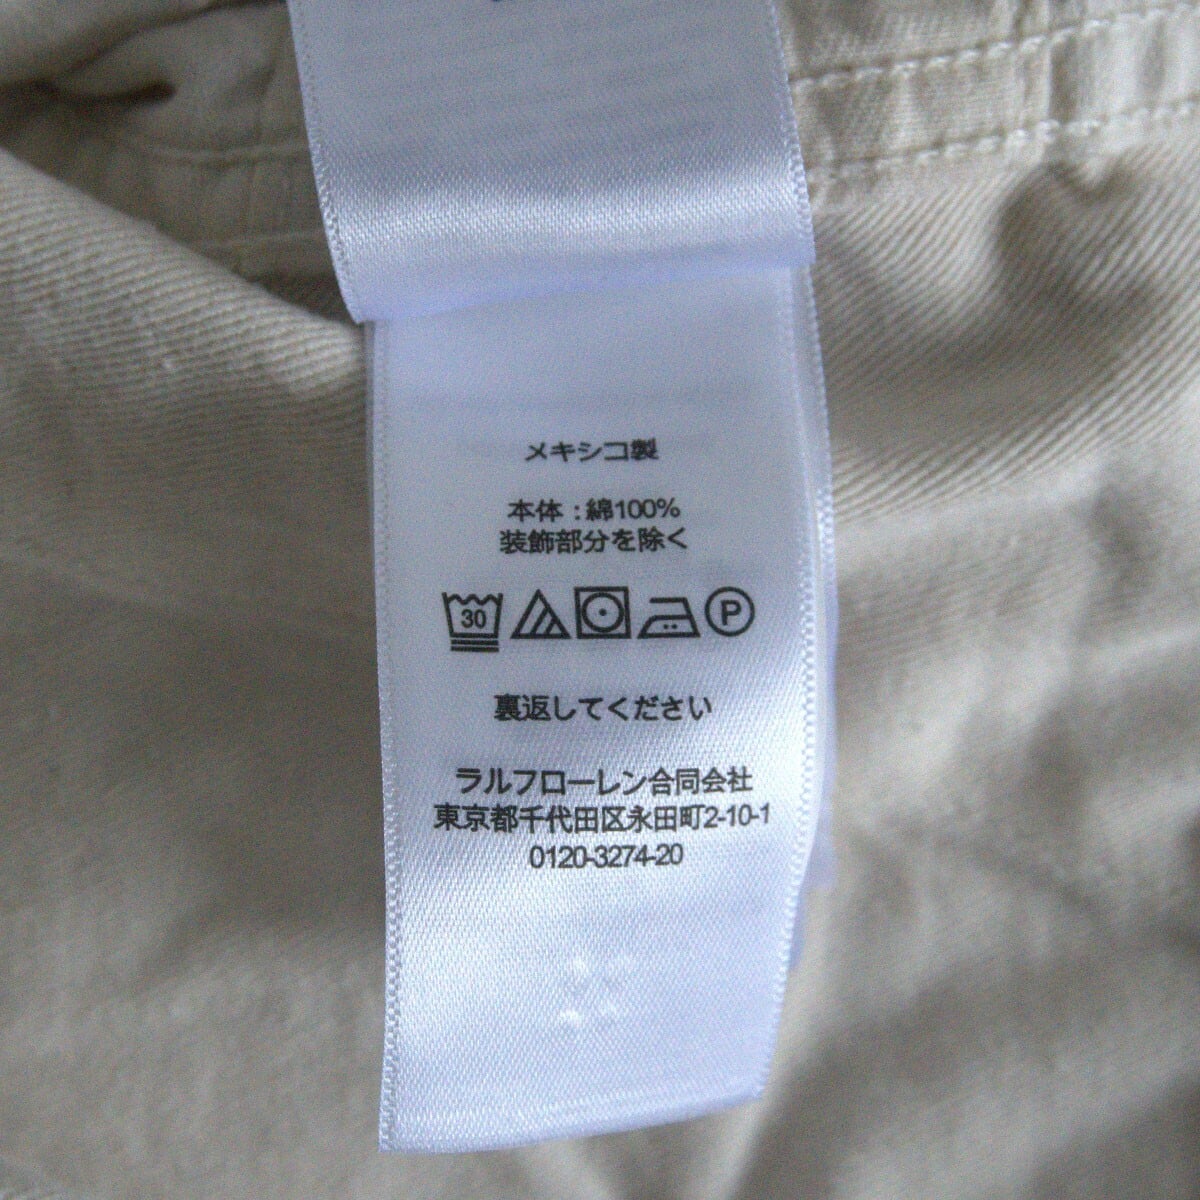 メキシコ製
本体：綿100%
装飾部分を除く
30
P
裏返してください
ラルフローレン合同会社
東京都千代田区永田町2-10-1
0120-3274-20